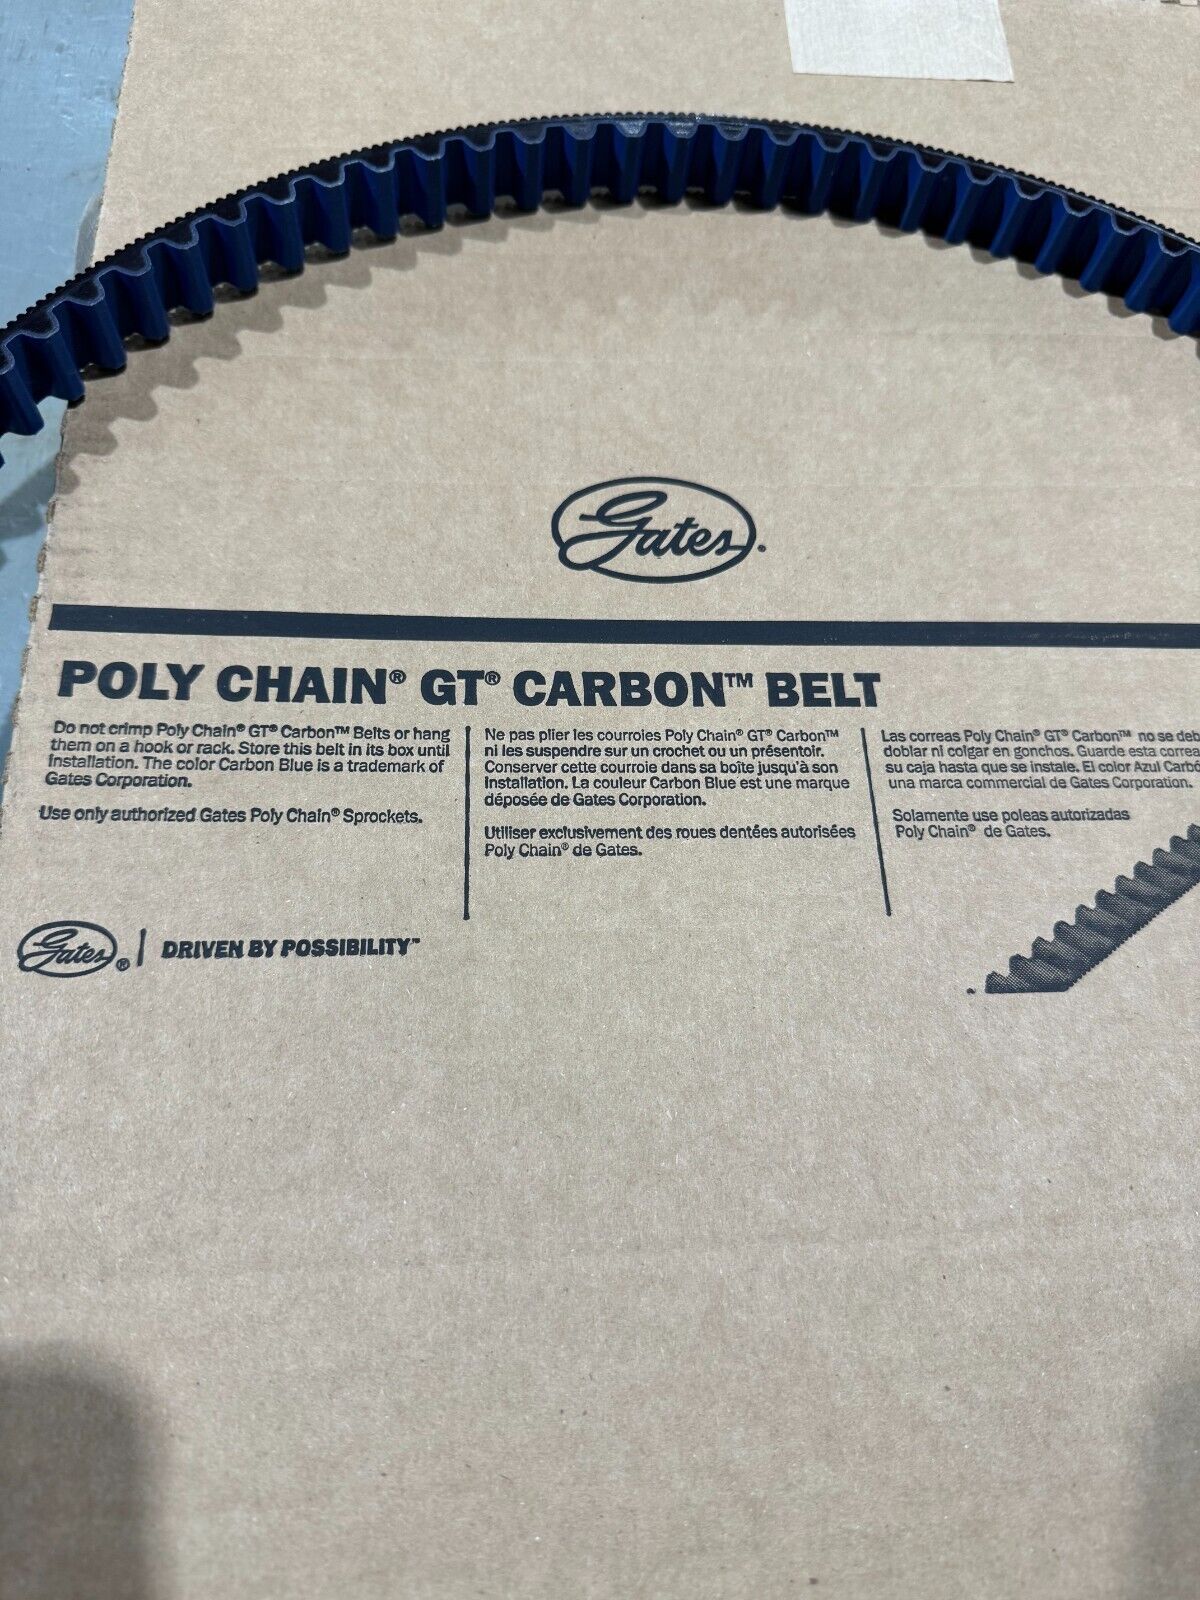 Gates.
POLY CHAIN® GT® CARBON™ BELT
Do not crimp Poly Chain® GT® Carbon™ Belts or hang
them on a hook or rack. Store this belt in its box until
installation. The color Carbon Blue is a trademark of
Gates Corporation.
Use only authorized Gates Poly Chain® Sprockets.
Ne pas plier les courroies Poly Chain® GT® Carbon™
ni les suspendre sur un crochet ou un présentoir.
Conserver cette courroie dans sa boîte jusqu'à son
installation. La couleur Carbon Blue est une marque
déposée de Gates Corporation.
Utiliser exclusivement des roues dentées autorisées
Poly Chain® de Gates.
Las correas Poly Chain® GT® Carbon™ no se deb
doblar ni colgar en gonchos. Guarde esta correa
su caja hasta que se instale. El color Azul Carbó
una marca commercial de Gates Corporation.
Solamente use poleas autorizadas
Poly Chain® de Gates.
Gates® | DRIVEN BY POSSIBILITY™